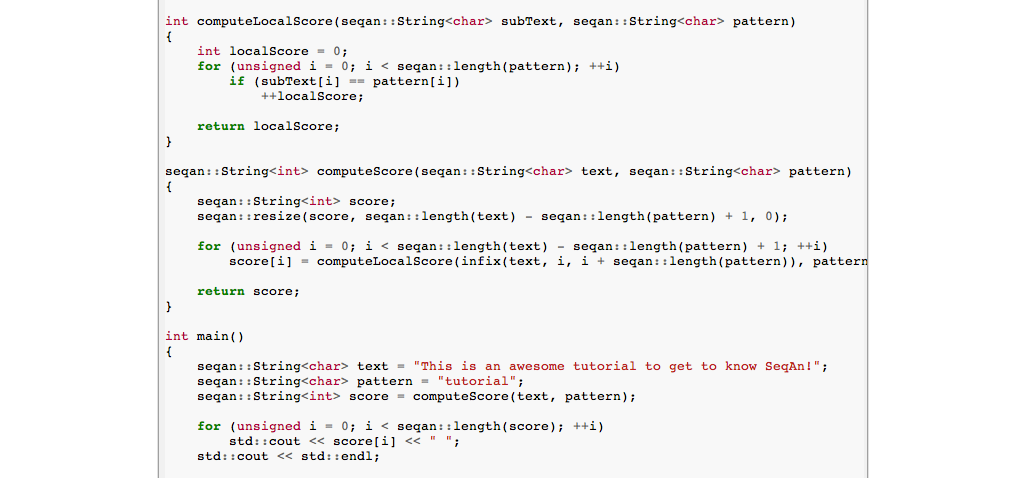 int computeLocalScore(seqan::String<char> subText, seqan::String<char> pattern)
{
    int localScore = 0;
    for (unsigned i = 0; i < seqan::length(pattern); ++i)
        if (subText[i] == pattern[i])
            ++localScore;

    return localScore;
}

seqan::String<int> computeScore(seqan::String<char> text, seqan::String<char> pattern)
{
    seqan::String<int> score;
    seqan::resize(score, seqan::length(text) - seqan::length(pattern) + 1, 0);

    for (unsigned i = 0; i < seqan::length(text) - seqan::length(pattern) + 1; ++i)
        score[i] = computeLocalScore(infix(text, i, i + seqan::length(pattern)), pattern

    return score;
}

int main()
{
    seqan::String<char> text = "This is an awesome tutorial to get to know SeqAn!";
    seqan::String<char> pattern = "tutorial";
    seqan::String<int> score = computeScore(text, pattern);

    for (unsigned i = 0; i < seqan::length(score); ++i)
        std::cout << score[i] << " ";
    std::cout << std::endl;